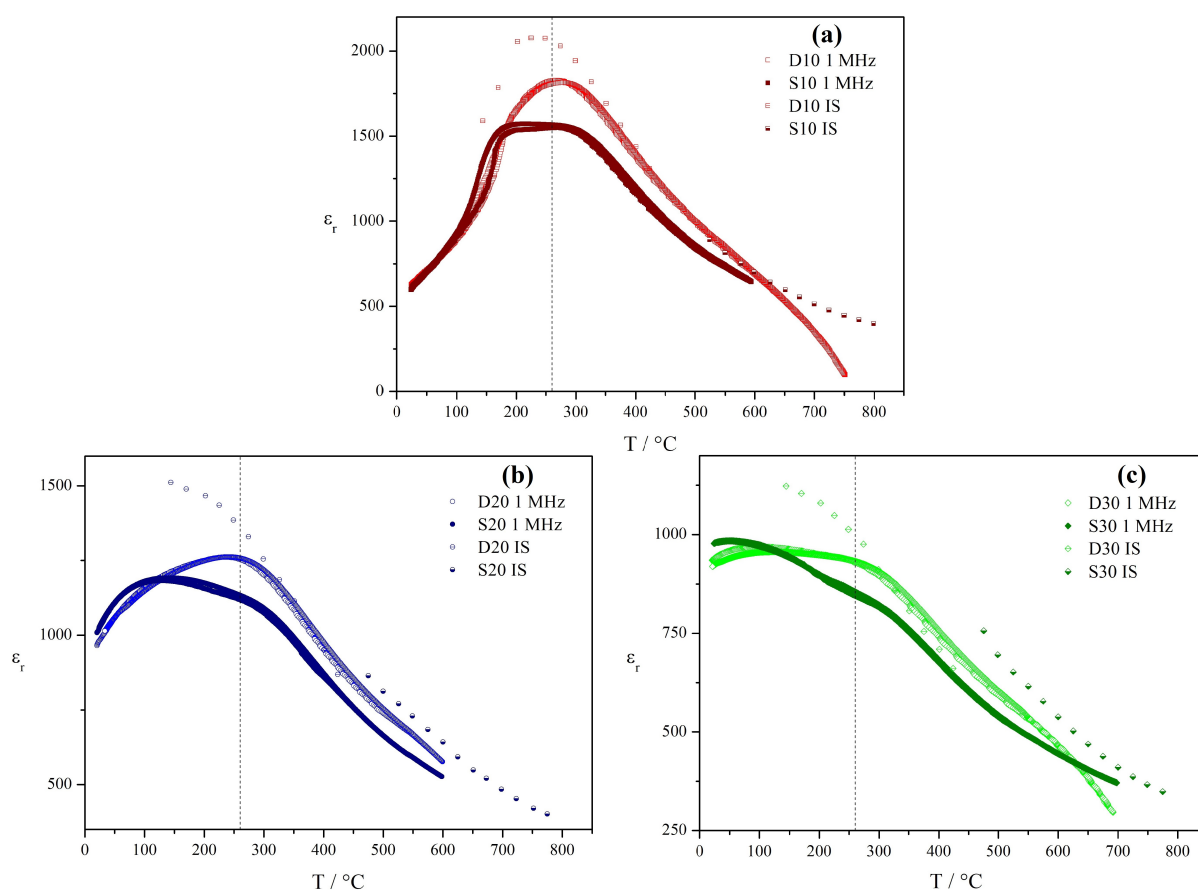 (a)
D10 1 MHz
S10 1 MHz
D10 IS
S10 IS
2000
1500
1000
500
0
εr
0 100 200 300 400 500 600 700 800
T / °C
(b)
D20 1 MHz
S20 1 MHz
D20 IS
S20 IS
1500
1000
500
εr
0 100 200 300 400 500 600 700 800
T / °C
(c)
D30 1 MHz
S30 1 MHz
D30 IS
S30 IS
1000
750
500
250
εr
0 100 200 300 400 500 600 700 800
T / °C